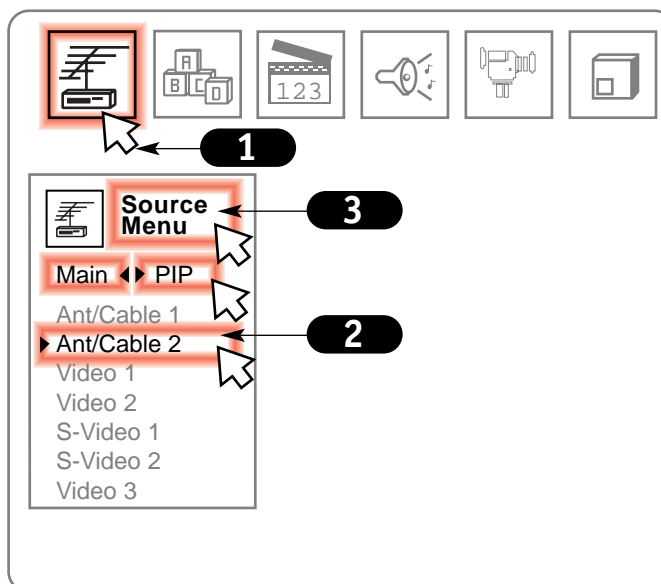 A
B C D
123
1
Source
Menu
3
Main PIP
Ant/Cable 1
Ant/Cable 2
2
Video 1
Video 2
S-Video 1
S-Video 2
Video 3